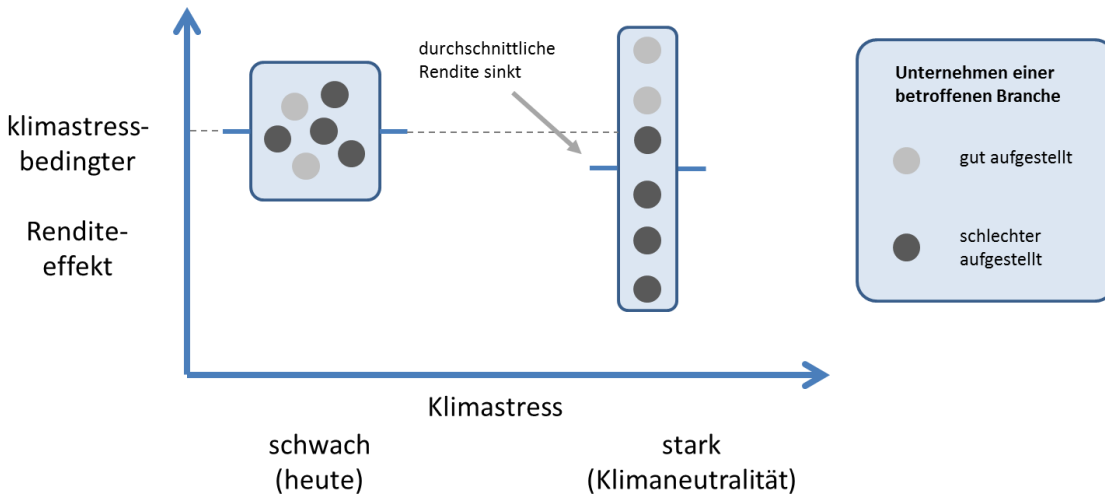 klimastress-
bedingter
Rendite-
effekt
durchschnittliche
Rendite sinkt
Unternehmen einer
betroffenen Branche
gut aufgestellt
schlechter
aufgestellt
Klimastress
schwach
(heute)
stark
(Klimaneutralität)